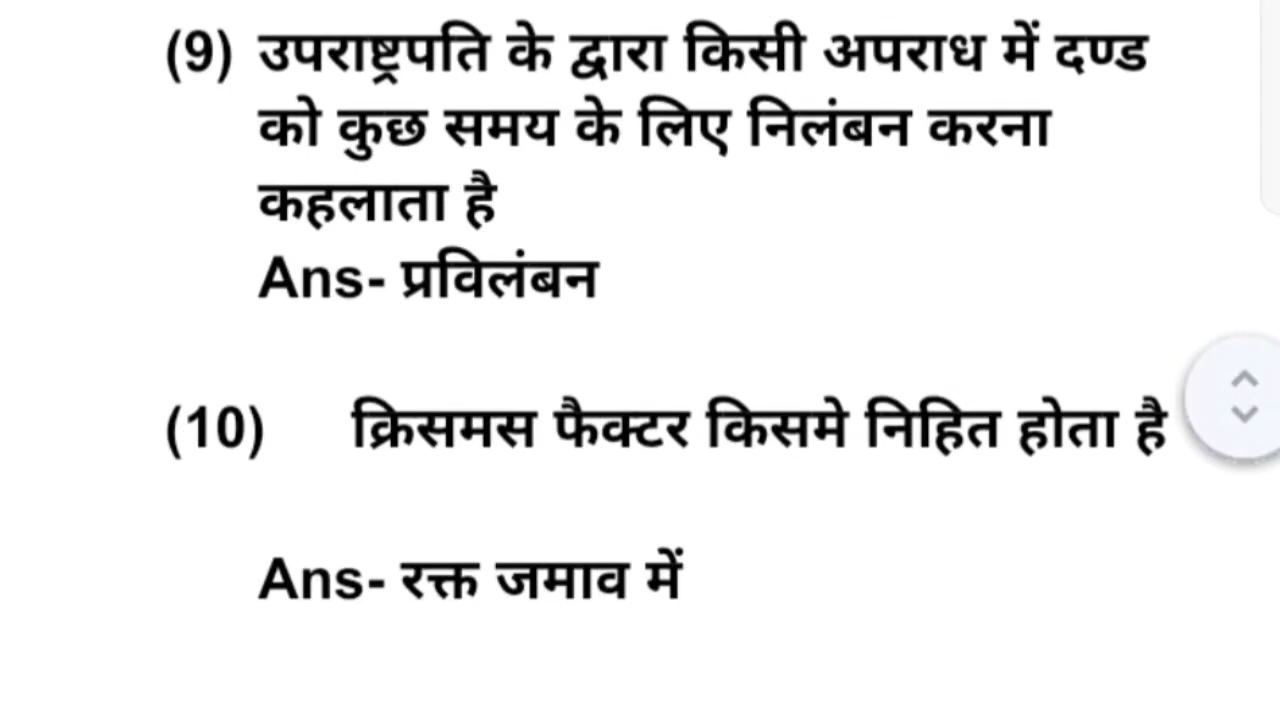 (9) उपराष्ट्रपति के द्वारा किसी अपराध में दण्ड
को कुछ समय के लिए निलंबन करना
कहलाता है
Ans- प्रविलंबन
(10) क्रिसमस फैक्टर किसमे निहित होता है
Ans- रक्त जमाव में